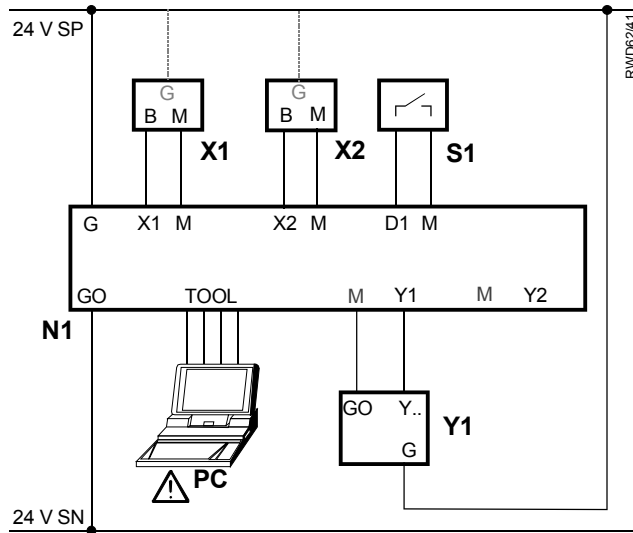 24 V SP
RWD62/A1
G G
B M B M
X1 X2 S1
G X1 M X2 M D1 M
GO TOOL M Y1 M Y2
N1
GO Y..
Y1
G
PC
24 V SN